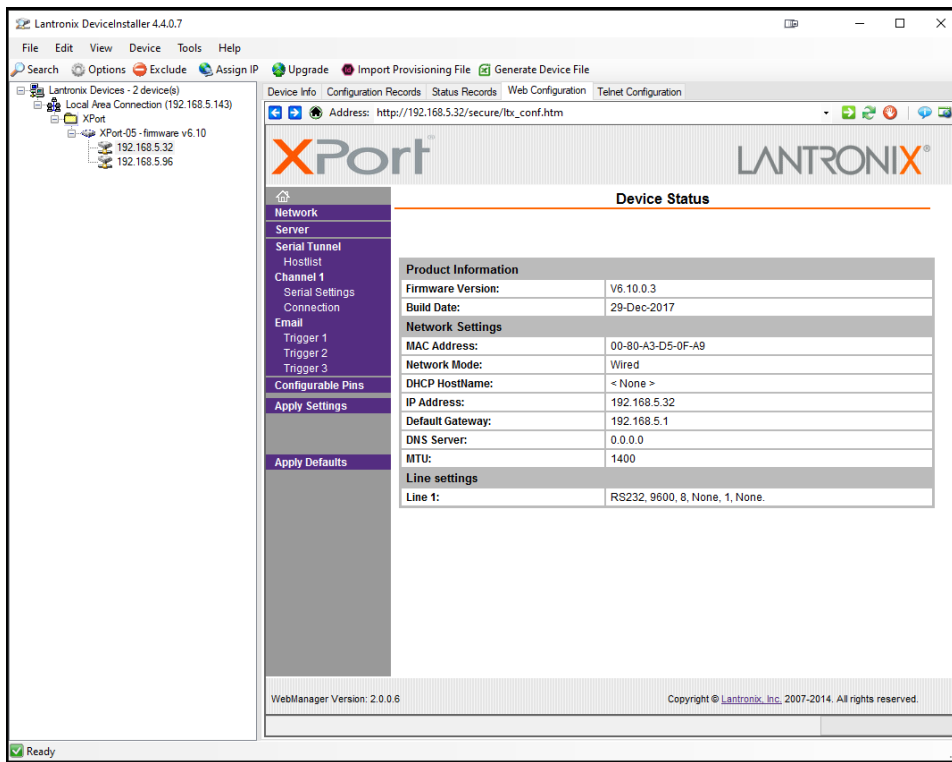 Lantronix DeviceInstaller 4.4.0.7
File Edit View Device Tools Help
Search Options Exclude Assign IP Upgrade Import Provisioning File Generate Device File
Lantronix Devices - 2 device(s)
Local Area Connection (192.168.5.143)
XPort
XPort-05 - firmware v6.10
192.168.5.32
192.168.5.96
Device Info Configuration Records Status Records Web Configuration Telnet Configuration
Address: http://192.168.5.32/secure/ltx_conf.htm
XPort™
LANTRONIX®
Network
Server
Serial Tunnel
Hostlist
Channel 1
Serial Settings
Connection
Email
Trigger 1
Trigger 2
Trigger 3
Configurable Pins
Apply Settings
Apply Defaults
Device Status
Product Information
Firmware Version: V6.10.0.3
Build Date: 29-Dec-2017
Network Settings
MAC Address: 00-80-A3-D5-0F-A9
Network Mode: Wired
DHCP HostName: < None >
IP Address: 192.168.5.32
Default Gateway: 192.168.5.1
DNS Server: 0.0.0.0
MTU: 1400
Line settings
Line 1: RS232, 9600, 8, None, 1, None.
WebManager Version: 2.0.0.6
Copyright © Lantronix, Inc. 2007-2014. All rights reserved.
Ready